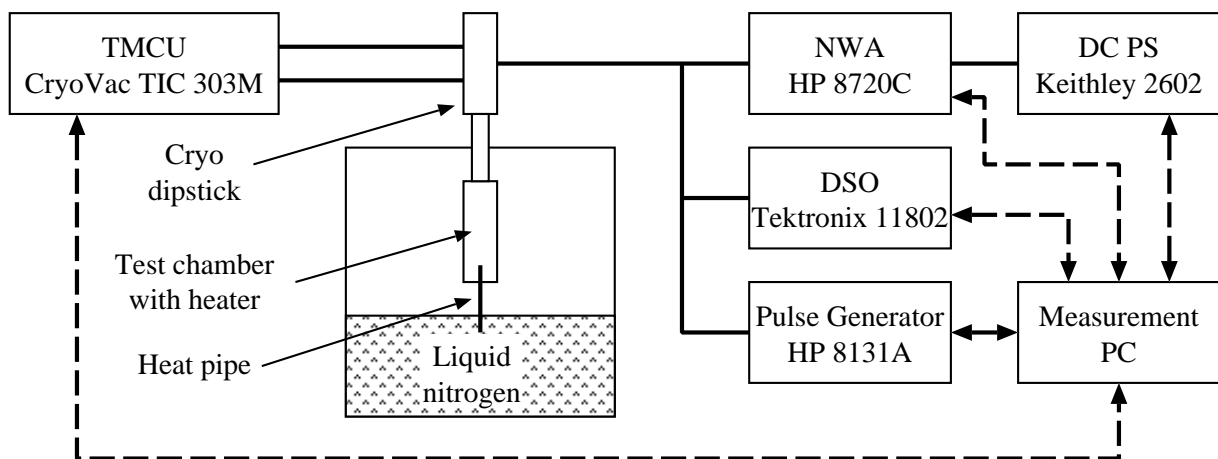 TMCU
CryoVac TIC 303M
NWA
HP 8720C
DC PS
Keithley 2602
Cryo
dipstick
DSO
Tektronix 11802
Test chamber
with heater
Pulse Generator
HP 8131A
Measurement
PC
Heat pipe
Liquid
nitrogen